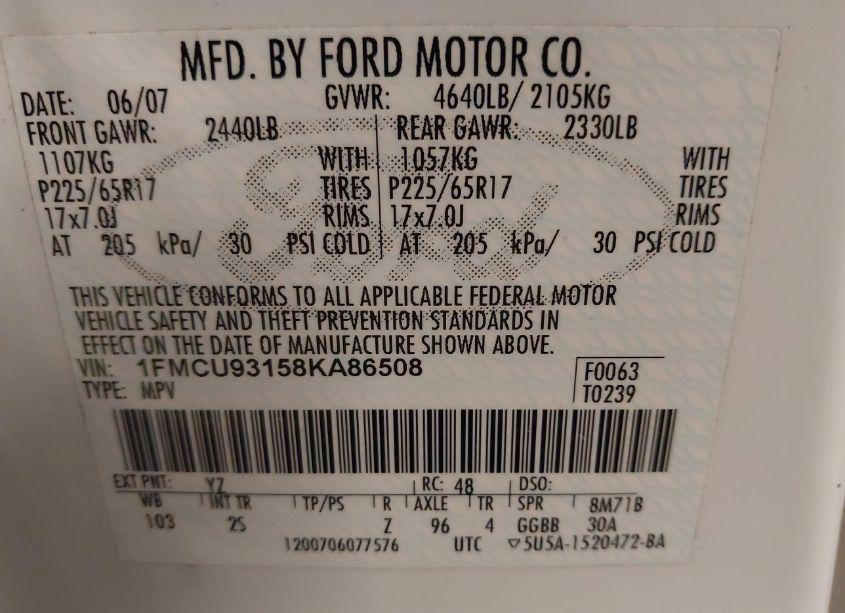 MFD. BY FORD MOTOR CO.
DATE: 06/07 GVWR: 4640LB/ 2105KG
FRONT GAWR: 2440LB REAR GAWR: 2330LB
1107KG WITH 1057KG WITH
P225/65R17 TIRES P225/65R17 TIRES
17x7.0J RIMS 17x7.0J RIMS
AT 205 kPa/ 30 PSI COLD AT 205 kPa/ 30 PSI COLD
Ford
THIS VEHICLE CONFORMS TO ALL APPLICABLE FEDERAL MOTOR
VEHICLE SAFETY AND THEFT PREVENTION STANDARDS IN
EFFECT ON THE DATE OF MANUFACTURE SHOWN ABOVE.
VIN: 1FMCU93158KA86508 F0063
TYPE: MPV T0239
EXT PNT: YZ RC: 48 DSO:
WB INT TR TP/PS R AXLE TR SPR 8M71B
103 2S Z 96 4 GGBB 30A
1200706077576 UTC ▽5U5A-1520472-BA